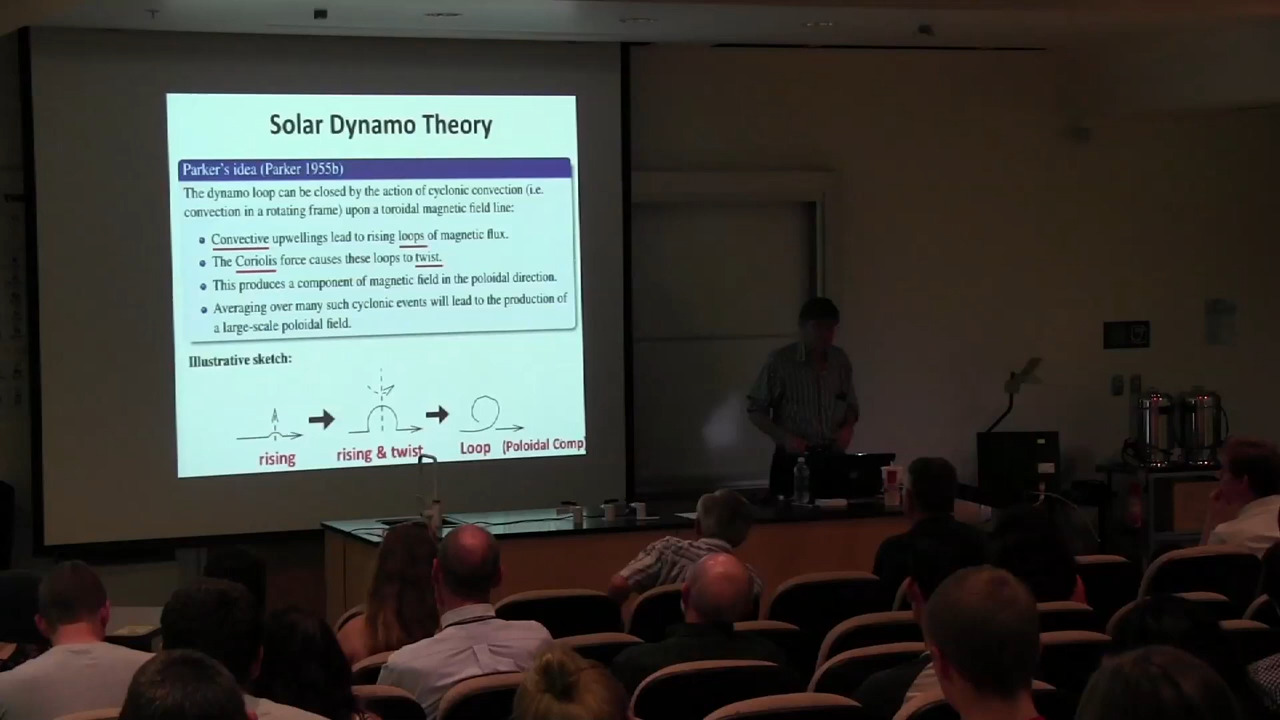 Solar Dynamo Theory
Parker's idea (Parker 1955b)
The dynamo loop can be closed by the action of cyclonic convection (i.e.
convection in a rotating frame) upon a toroidal magnetic field line:
Convective upwellings lead to rising loops of magnetic flux.
The Coriolis force causes these loops to twist.
This produces a component of magnetic field in the poloidal direction.
Averaging over many such cyclonic events will lead to the production of
a large-scale poloidal field.
Illustrative sketch:
rising
rising & twist
Loop (Poloidal Comp